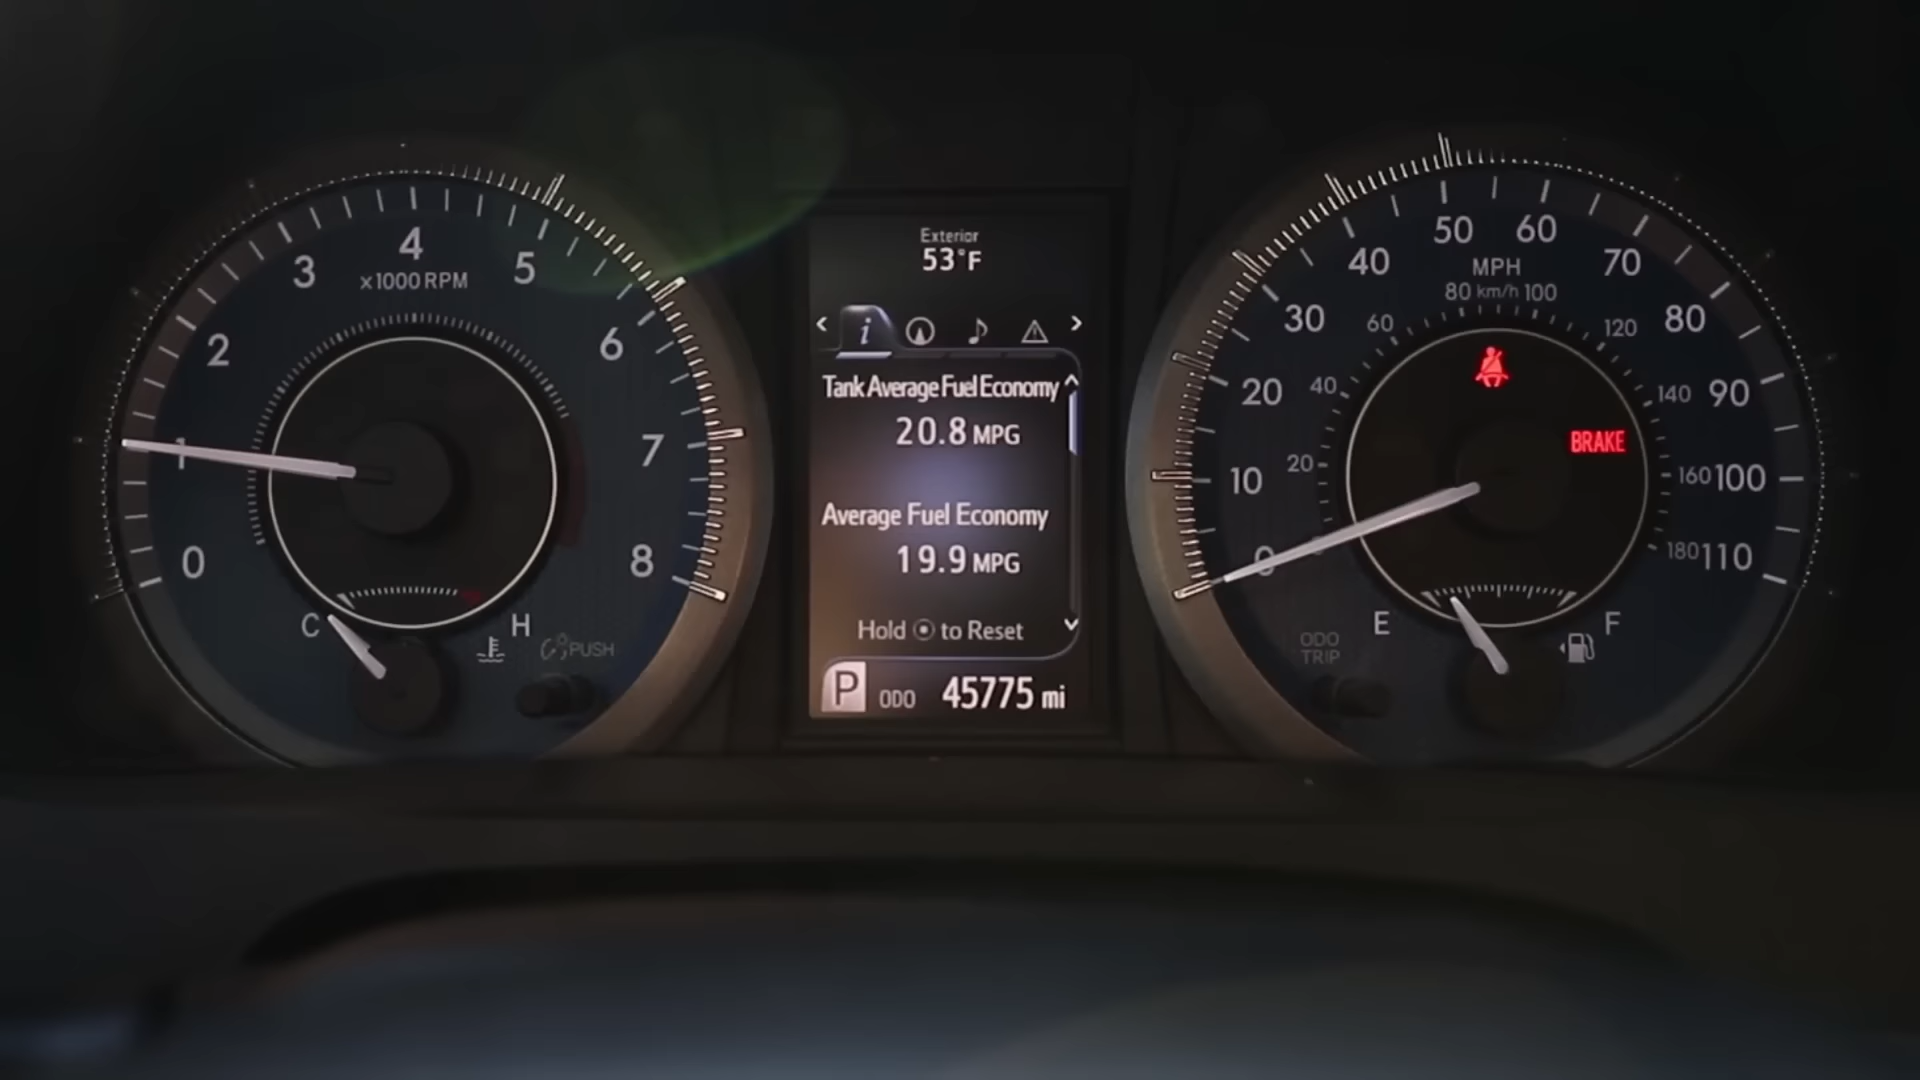 0
1
2
3
4
5
6
7
8
×1000 RPM
C
H
PUSH
Exterior
53°F
i
Tank Average Fuel Economy
20.8 MPG
Average Fuel Economy
19.9 MPG
Hold to Reset
P ODO 45775 mi
0
10
20
30
40
50
60
70
80
90
100
110
MPH
80 km/h 100
20
40
60
120
140
160
180
BRAKE
ODO
TRIP
E
F